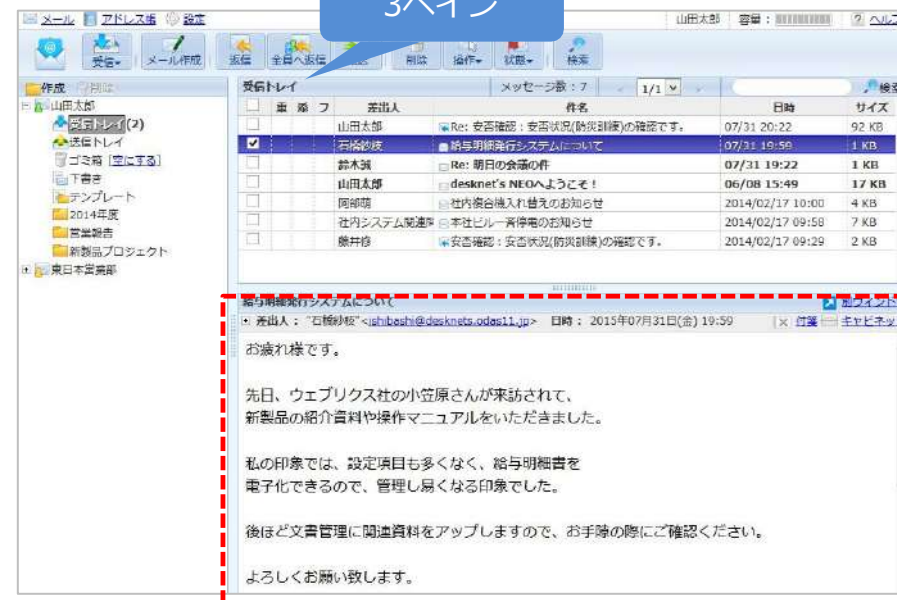 3ペイン
メール アドレス帳 設定 山田太郎 容量：
受信▾ メール作成 返信 全員へ返信 削除 操作▾ 状態▾ 検索
作成 削除 受信トレイ メッセージ数：7 1/1
重 添 フ 差出人 件名 日時 サイズ
山田太郎
受信トレイ (2)
送信トレイ
ゴミ箱 [空にする]
下書き
テンプレート
2014年度
営業報告
新製品プロジェクト
東日本営業部
山田太郎 Re: 安否確認：安否状況(防災訓練)の確認です。 07/31 20:22 92 KB
石橋紗枝 給与明細発行システムについて 07/31 19:59 1 KB
鈴木誠 Re: 明日の会議の件 07/31 19:22 1 KB
山田太郎 desknet's NEOへようこそ！ 06/08 15:49 17 KB
阿部萌 社内複合機入れ替えのお知らせ 2014/02/17 10:00 4 KB
社内システム関連 本社ビル一斉停電のお知らせ 2014/02/17 09:58 7 KB
藤井修 安否確認：安否状況(防災訓練)の確認です。 2014/02/17 09:29 2 KB
給与明細発行システムについて
差出人： "石橋紗枝"<ishibashi@desknets.odas11.jp> 日時： 2015年07月31日(金) 19:59 付箋
お疲れ様です。
先日、ウェブリクス社の小笠原さんが来訪されて、
新製品の紹介資料や操作マニュアルをいただきました。
私の印象では、設定項目も多くなく、給与明細書を
電子化できるので、管理し易くなる印象でした。
後ほど文書管理に関連資料をアップしますので、お手隙の際にご確認ください。
よろしくお願い致します。